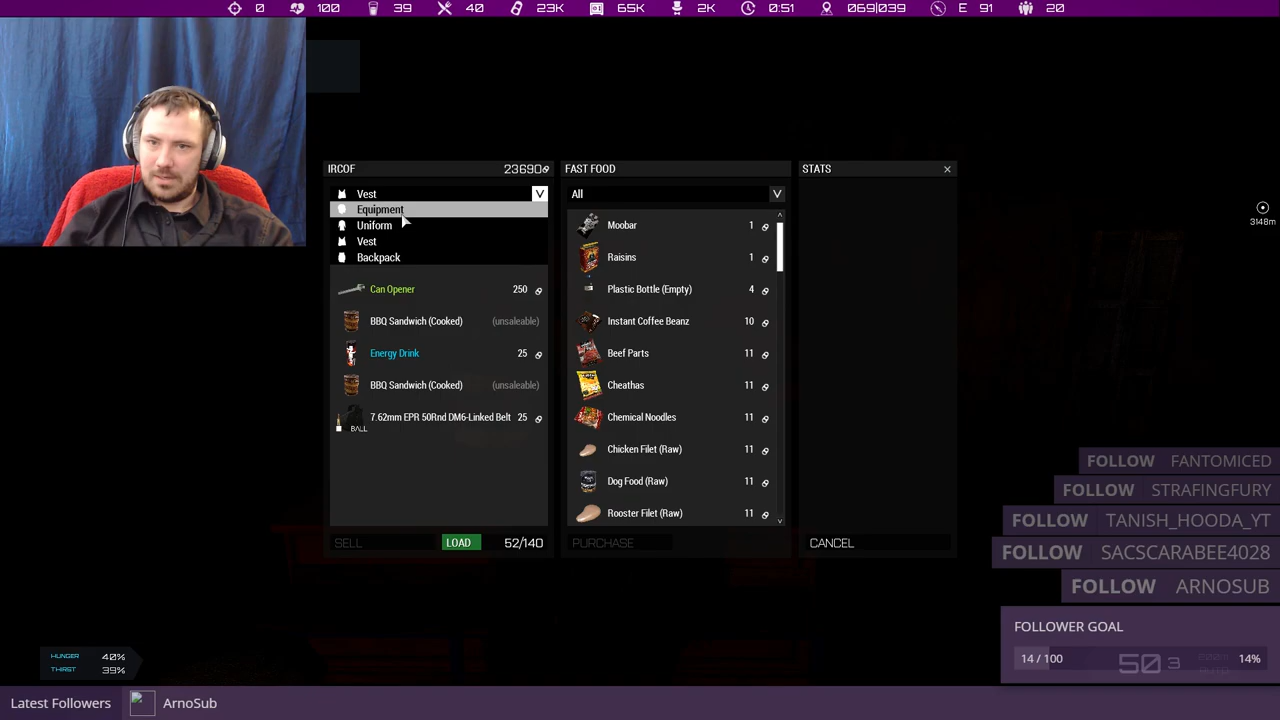 0 100 39 40 23K 65K 2K 0:51 069|039 E 91 20
3148m
IRCOF 23690
Vest
Equipment
Uniform
Vest
Backpack
Can Opener 250
BBQ Sandwich (Cooked) (unsaleable)
Energy Drink 25
BBQ Sandwich (Cooked) (unsaleable)
7.62mm EPR 50Rnd DM6-Linked Belt 25
BALL
SELL LOAD 52/140
FAST FOOD
All
Moobar 1
Raisins 1
Plastic Bottle (Empty) 4
Instant Coffee Beanz 10
Beef Parts 11
Cheathas 11
Chemical Noodles 11
Chicken Filet (Raw) 11
Dog Food (Raw) 11
Rooster Filet (Raw) 11
PURCHASE
STATS
CANCEL
FOLLOW FANTOMICED
FOLLOW STRAFINGFURY
FOLLOW TANISH_HOODA_YT
FOLLOW SACSCARABEE4028
FOLLOW ARNOSUB
FOLLOWER GOAL
14 / 100 50 3 14%
HUNGER 40%
THIRST 39%
Latest Followers ArnoSub